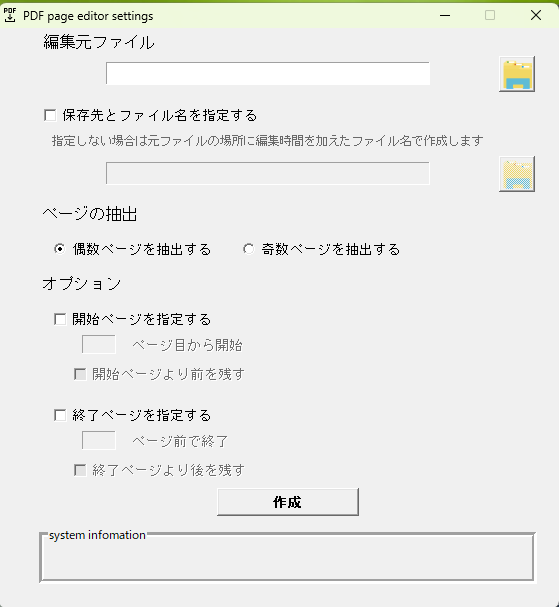 PDF
PDF page editor settings
編集元ファイル
保存先とファイル名を指定する
指定しない場合は元ファイルの場所に編集時間を加えたファイル名で作成します
ページの抽出
偶数ページを抽出する 奇数ページを抽出する
オプション
開始ページを指定する
ページ目から開始
開始ページより前を残す
終了ページを指定する
ページ前で終了
終了ページより後を残す
作成
system infomation